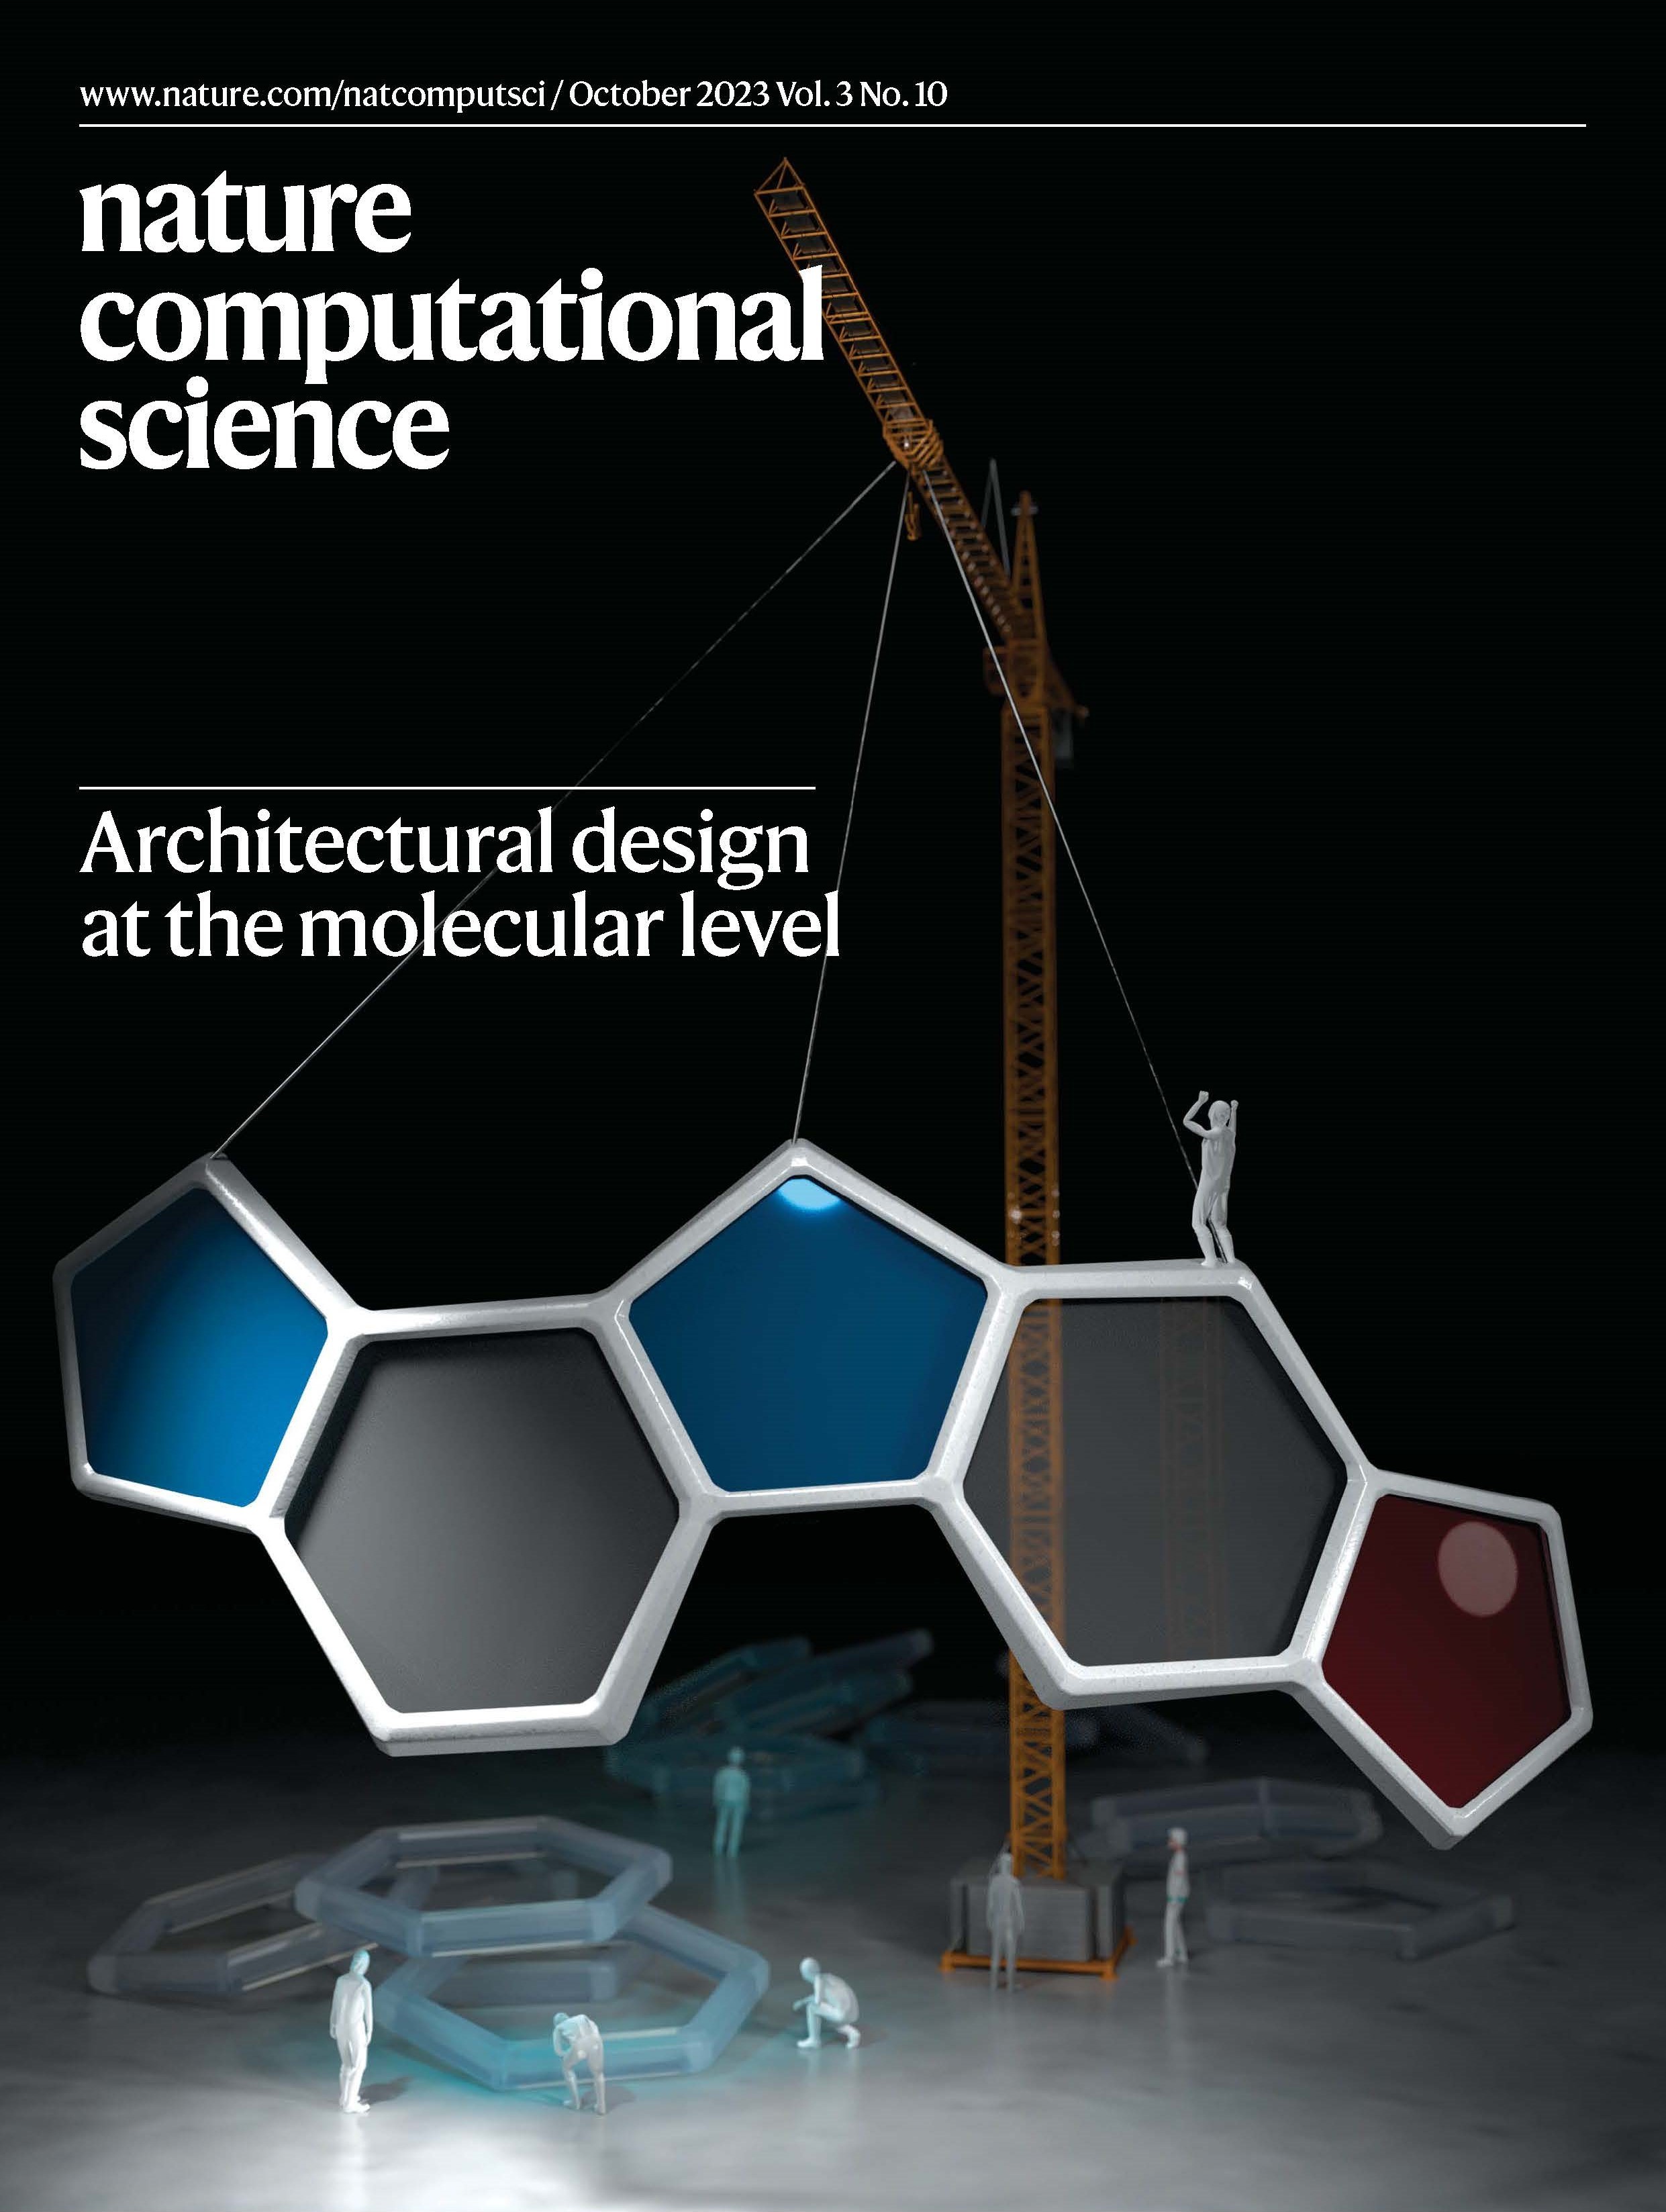 www.nature.com/natcomputsci / October 2023 Vol. 3 No. 10
nature
computational
science
Architectural design
at the molecular level